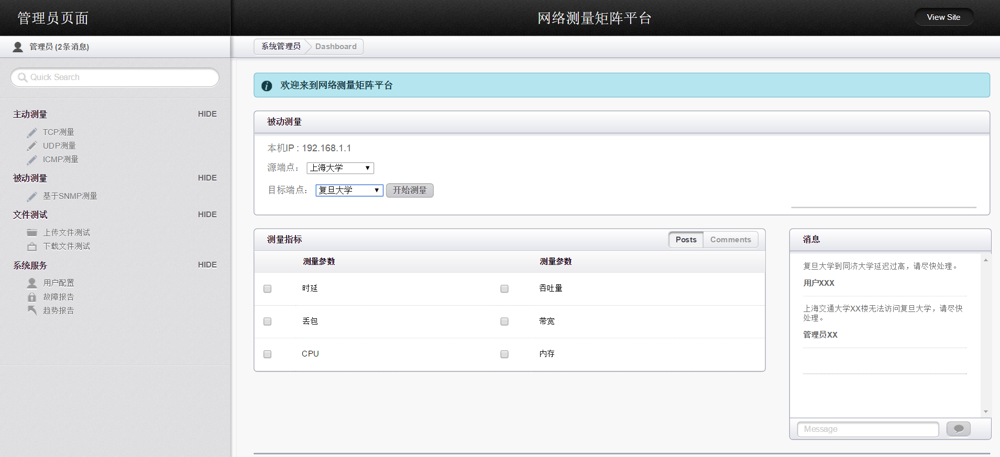 管理员页面
网络测量矩阵平台
View Site
管理员 (2条消息)
系统管理员
Dashboard
Quick Search
欢迎来到网络测量矩阵平台
主动测量
HIDE
TCP测量
UDP测量
ICMP测量
被动测量
HIDE
基于SNMP测量
文件测试
HIDE
上传文件测试
下载文件测试
系统服务
HIDE
用户配置
故障报告
趋势报告
被动测量
本机IP : 192.168.1.1
源端点： 上海大学
目标端点： 复旦大学 开始测量
测量指标
Posts Comments
测量参数 测量参数
时延 吞吐量
丢包 带宽
CPU 内存
消息
复旦大学到同济大学延迟过高，请尽快处理。
用户XXX
上海交通大学XX楼无法访问复旦大学，请尽快
处理。
管理员XX
Message